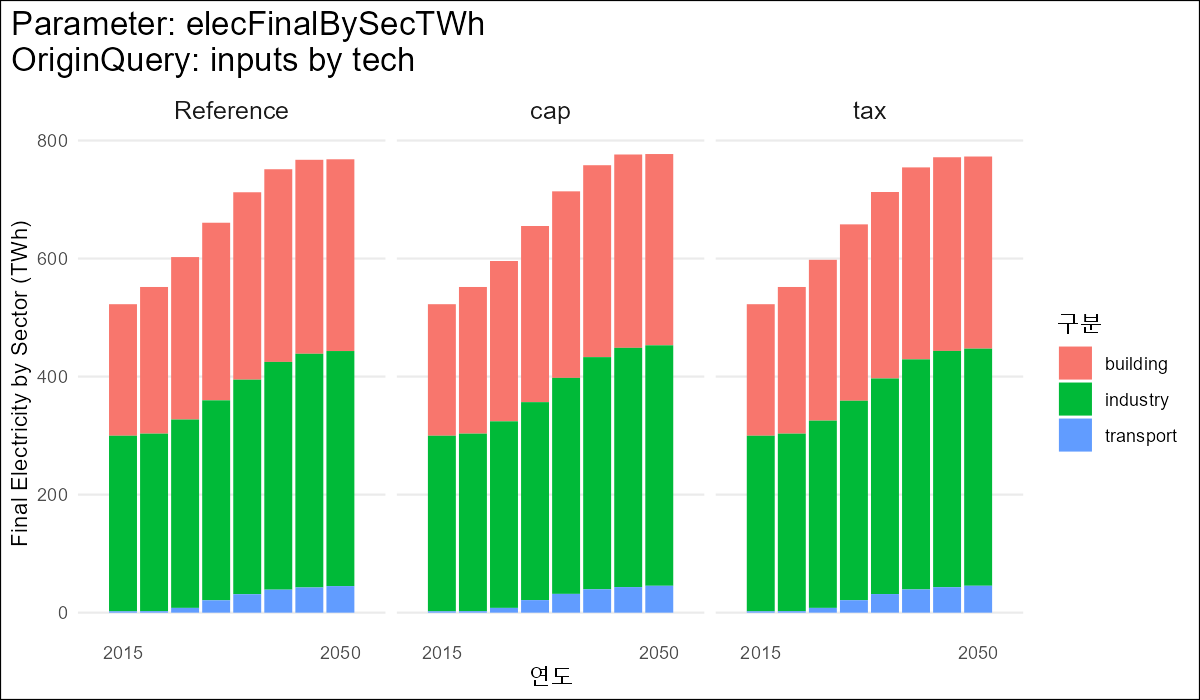 Parameter: elecFinalBySecTWh
OriginQuery: inputs by tech
Reference
cap
tax
Final Electricity by Sector (TWh)
800
600
400
200
0
2015
2050
2015
2050
2015
2050
연도
구분
building
industry
transport